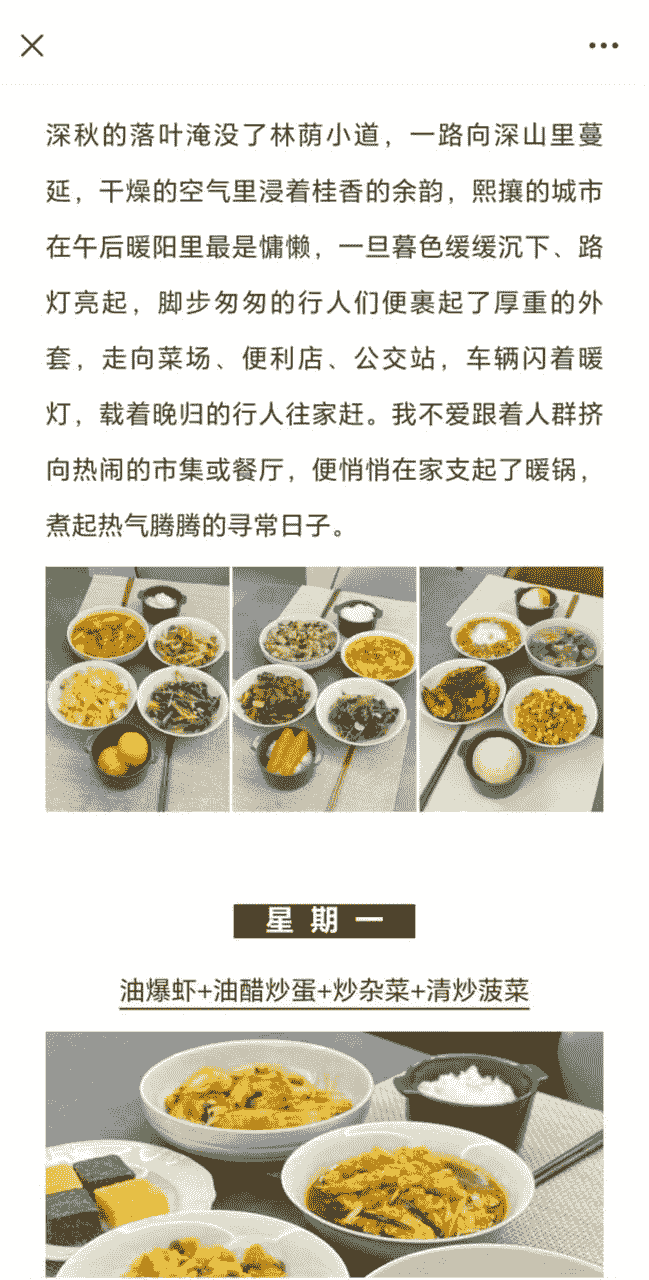 深秋的落叶淹没了林荫小道，一路向深山里蔓
延，干燥的空气里浸着桂香的余韵，熙攘的城市
在午后暖阳里最是慵懒，一旦暮色缓缓沉下、路
灯亮起，脚步匆匆的行人们便裹起了厚重的外
套，走向菜场、便利店、公交站，车辆闪着暖
灯，载着晚归的行人往家赶。我不爱跟着人群挤
向热闹的市集或餐厅，便悄悄在家支起了暖锅，
煮起热气腾腾的寻常日子。
星期一
油爆虾+油醋炒蛋+炒杂菜+清炒菠菜